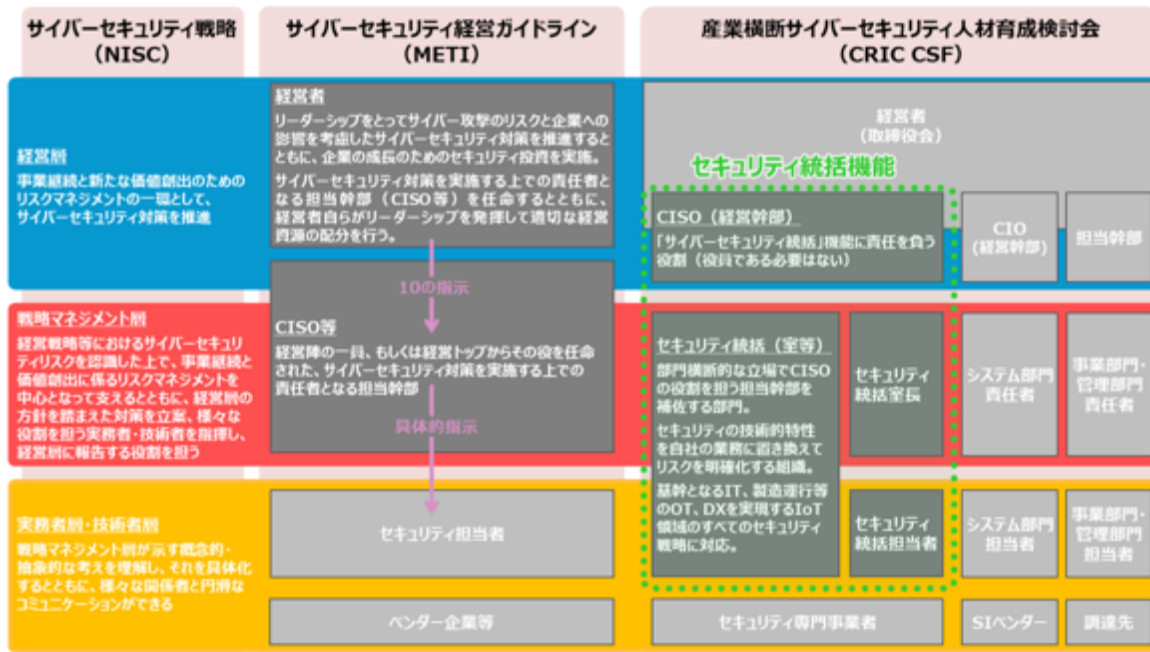 サイバーセキュリティ戦略
（NISC）
サイバーセキュリティ経営ガイドライン
（METI）
産業横断サイバーセキュリティ人材育成検討会
（CRIC CSF）
経営層
事業継続と新たな価値創出のための
リスクマネジメントの一環として、
サイバーセキュリティ対策を推進
経営者
リーダーシップをとってサイバー攻撃のリスクと企業への
影響を考慮したサイバーセキュリティ対策を推進すると
ともに、企業の成長のためのセキュリティ投資を実施。
サイバーセキュリティ対策を実施する上での責任者と
なる担当幹部（CISO等）を任命するとともに、
経営者自らがリーダーシップを発揮して適切な経営
資源の配分を行う。
経営者
（取締役会）
セキュリティ統括機能
CISO（経営幹部）
「サイバーセキュリティ統括」機能に責任を負う
役割（役員である必要はない）
CIO
（経営幹部）
担当幹部
10の指示
戦略マネジメント層
経営戦略等におけるサイバーセキュ
リティリスクを認識した上で、事業継続と
価値創出に係るリスクマネジメントを
中心となって支えるとともに、経営層の
方針を踏まえた対策を立案、様々な
役割を担う実務者・技術者を指揮し、
経営層に報告する役割を担う
CISO等
経営陣の一員、もしくは経営トップからその役を任命
された、サイバーセキュリティ対策を実施する上での
責任者となる担当幹部
具体的指示
セキュリティ統括（室等）
部門横断的な立場でCISO
の役割を担う担当幹部を
補佐する部門。
セキュリティの技術的特性
を自社の業務に置き換えて
リスクを明確化する組織。
基幹となるIT、製造運行等
のOT、DXを実現するIoT
領域のすべてのセキュリティ
戦略に対応。
セキュリティ
統括室長
システム部門
責任者
事業部門・
管理部門
責任者
実務者層・技術者層
戦略マネジメント層が示す概念的・
抽象的な考えを理解し、それを具体化
するとともに、様々な関係者と円滑な
コミュニケーションができる
セキュリティ担当者
セキュリティ
統括担当者
システム部門
担当者
事業部門・
管理部門
担当者
ベンダー企業等
セキュリティ専門事業者
SIベンダー
調達先